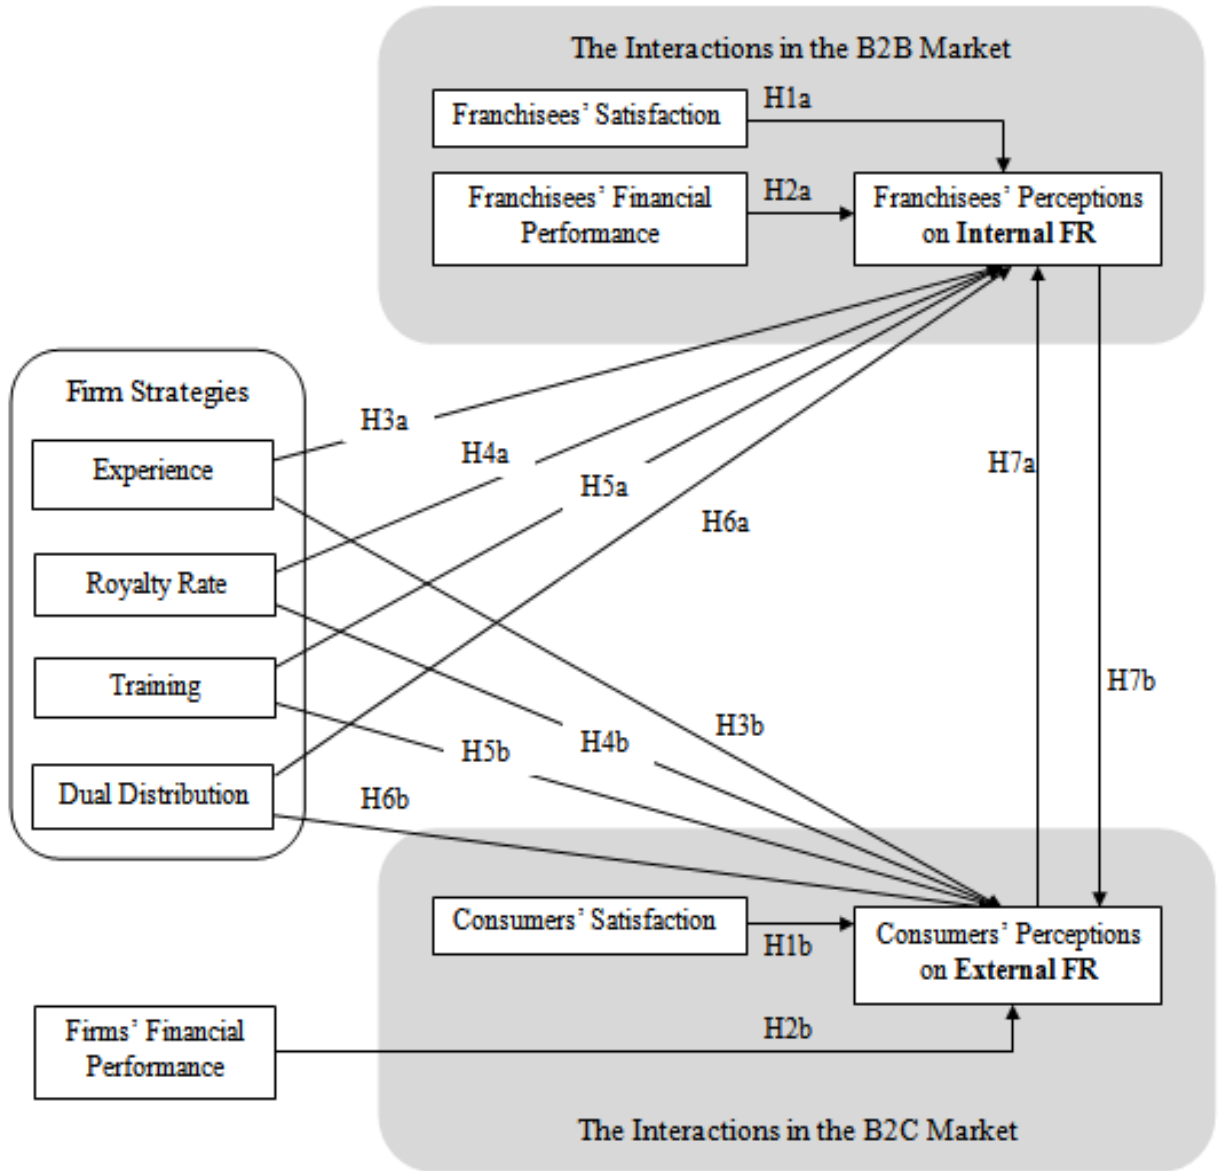 The Interactions in the B2B Market
H1a
Franchisees’ Satisfaction
H2a
Franchisees’ Financial
Performance
Franchisees’ Perceptions
on Internal FR
Firm Strategies
Experience
Royalty Rate
Training
Dual Distribution
H3a
H4a
H5a
H6a
H7a
H7b
H3b
H4b
H5b
H6b
Consumers’ Satisfaction
H1b
Consumers’ Perceptions
on External FR
Firms’ Financial
Performance
H2b
The Interactions in the B2C Market